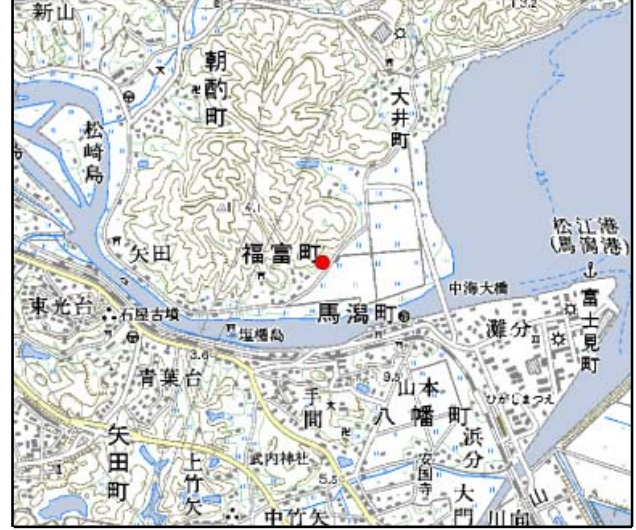 新山
1 3.2
朝酌町
大井町
松崎島
松江港
(馬潟港)
矢田
福富町
中海大橋
東光台
石屋古墳
馬潟町
富士見町
塩楯島
灘分
3.6
青葉台
手間
9.5
山本
ひがしまつえ
八幡町
矢田町
浜分
上竹矢
武内神社
安国寺
5.5
中竹矢
大門
川向
山